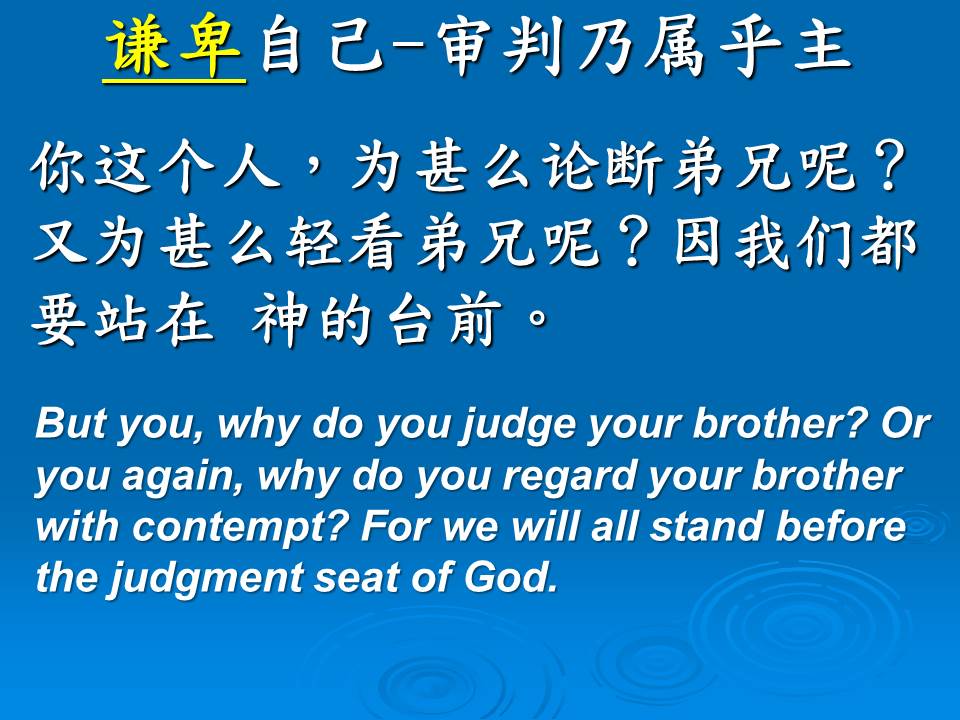 谦卑自己-审判乃属乎主
你这个人，为甚么论断弟兄呢？
又为甚么轻看弟兄呢？因我们都
要站在 神的台前。
But you, why do you judge your brother? Or
you again, why do you regard your brother
with contempt? For we will all stand before
the judgment seat of God.